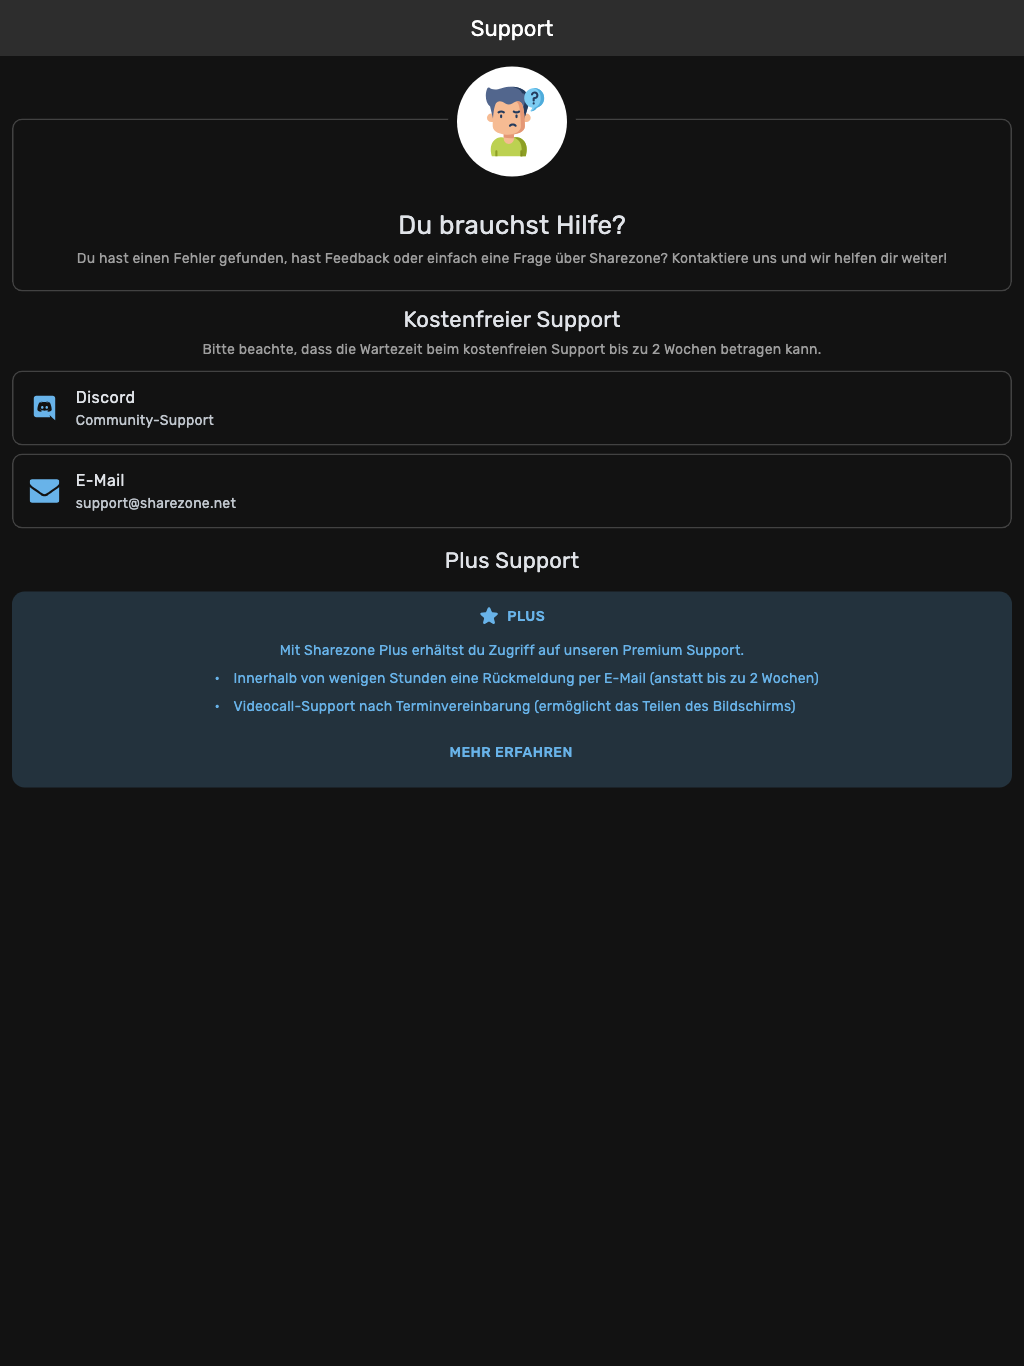 Support
?
Du brauchst Hilfe?
Du hast einen Fehler gefunden, hast Feedback oder einfach eine Frage über Sharezone? Kontaktiere uns und wir helfen dir weiter!
Kostenfreier Support
Bitte beachte, dass die Wartezeit beim kostenfreien Support bis zu 2 Wochen betragen kann.
Discord
Community-Support
E-Mail
support@sharezone.net
Plus Support
PLUS
Mit Sharezone Plus erhältst du Zugriff auf unseren Premium Support.
• Innerhalb von wenigen Stunden eine Rückmeldung per E-Mail (anstatt bis zu 2 Wochen)
• Videocall-Support nach Terminvereinbarung (ermöglicht das Teilen des Bildschirms)
MEHR ERFAHREN